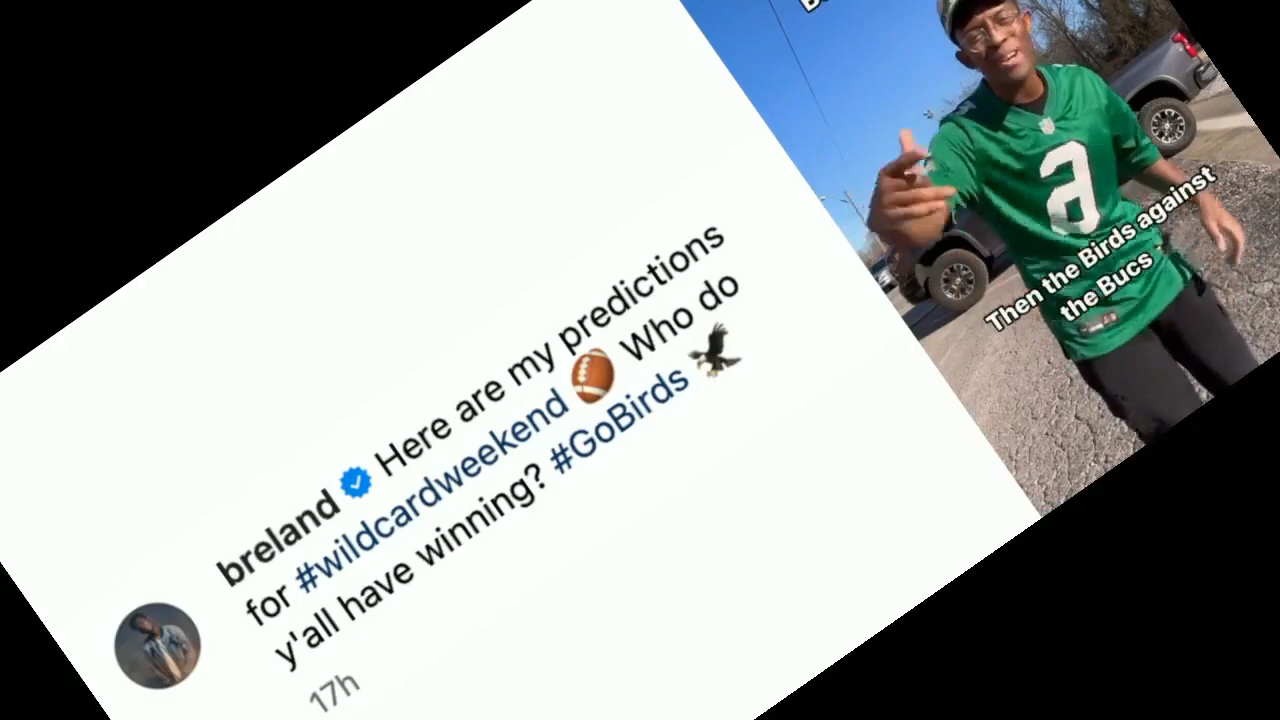 breland Here are my predictions
for #wildcardweekend 🏈 Who do
y'all have winning? #GoBirds 🦅
17h
Then the Birds against
the Bucs